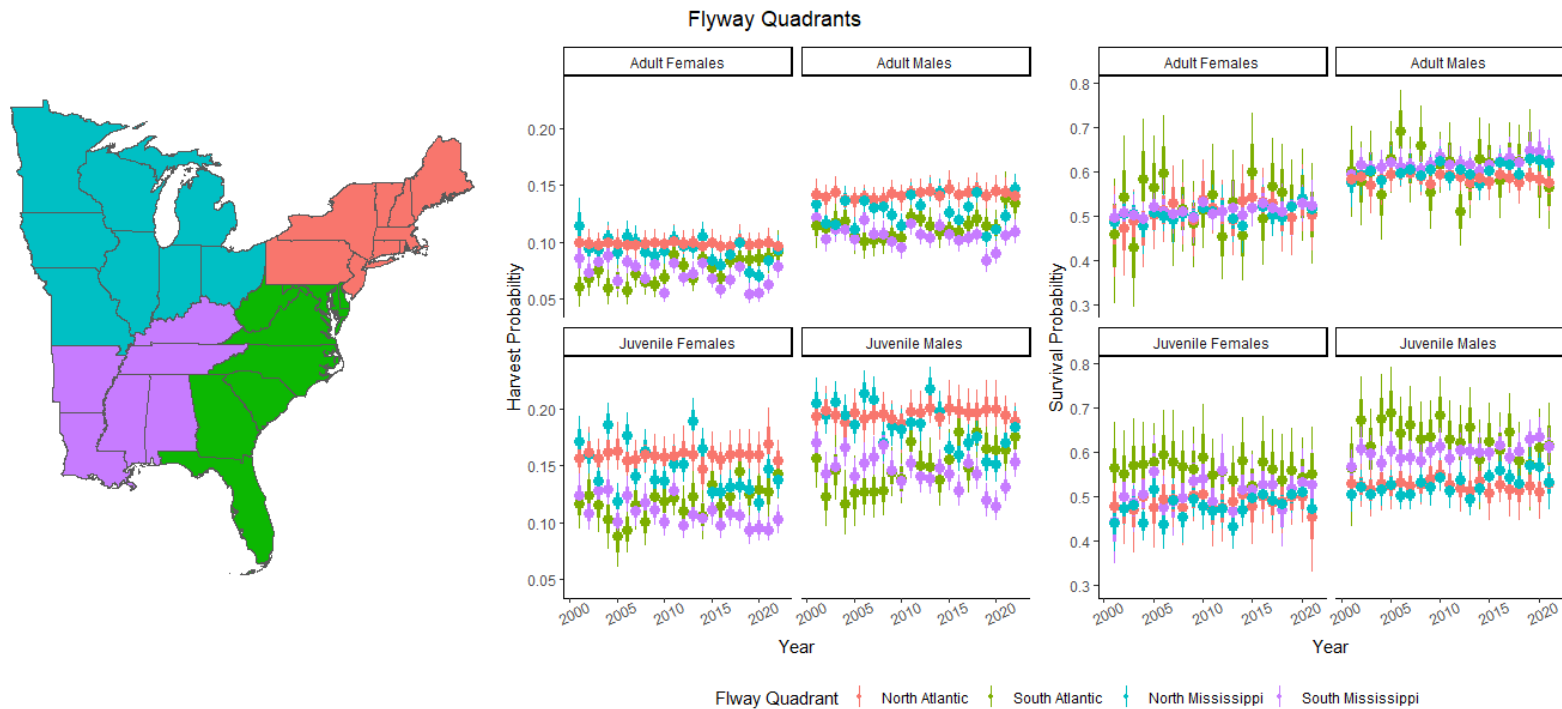 Flyway Quadrants
Adult Females
Adult Males
Adult Females
Adult Males
0.20
0.15
0.10
0.05
0.8
0.7
0.6
0.5
0.4
0.3
Harvest Probabiltiy
Survival Probabiltiy
Juvenile Females
Juvenile Males
Juvenile Females
Juvenile Males
0.20
0.15
0.10
0.05
0.8
0.7
0.6
0.5
0.4
0.3
2000 2005 2010 2015 2020
2000 2005 2010 2015 2020
2000 2005 2010 2015 2020
2000 2005 2010 2015 2020
Year
Year
Flway Quadrant North Atlantic South Atlantic North Mississippi South Mississippi